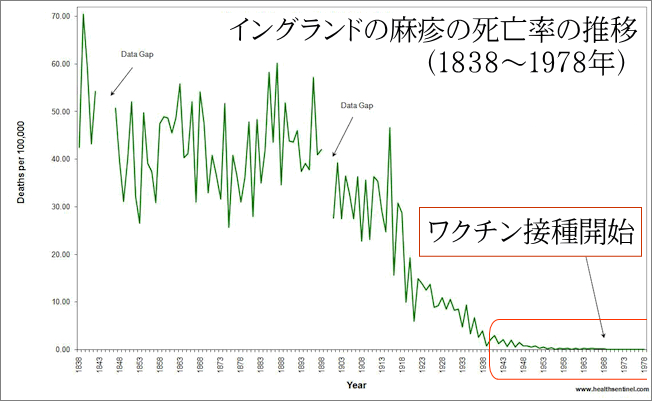 イングランドの麻疹の死亡率の推移
(1838～1978年)
Data Gap
Data Gap
ワクチン接種開始
Deaths per 100,000
80.00
70.00
60.00
50.00
40.00
30.00
20.00
10.00
0.00
1838 1843 1848 1853 1858 1863 1868 1873 1878 1883 1888 1893 1898 1903 1908 1913 1918 1923 1928 1933 1938 1943 1948 1953 1958 1963 1968 1973 1978
Year
www.healthsentinel.com